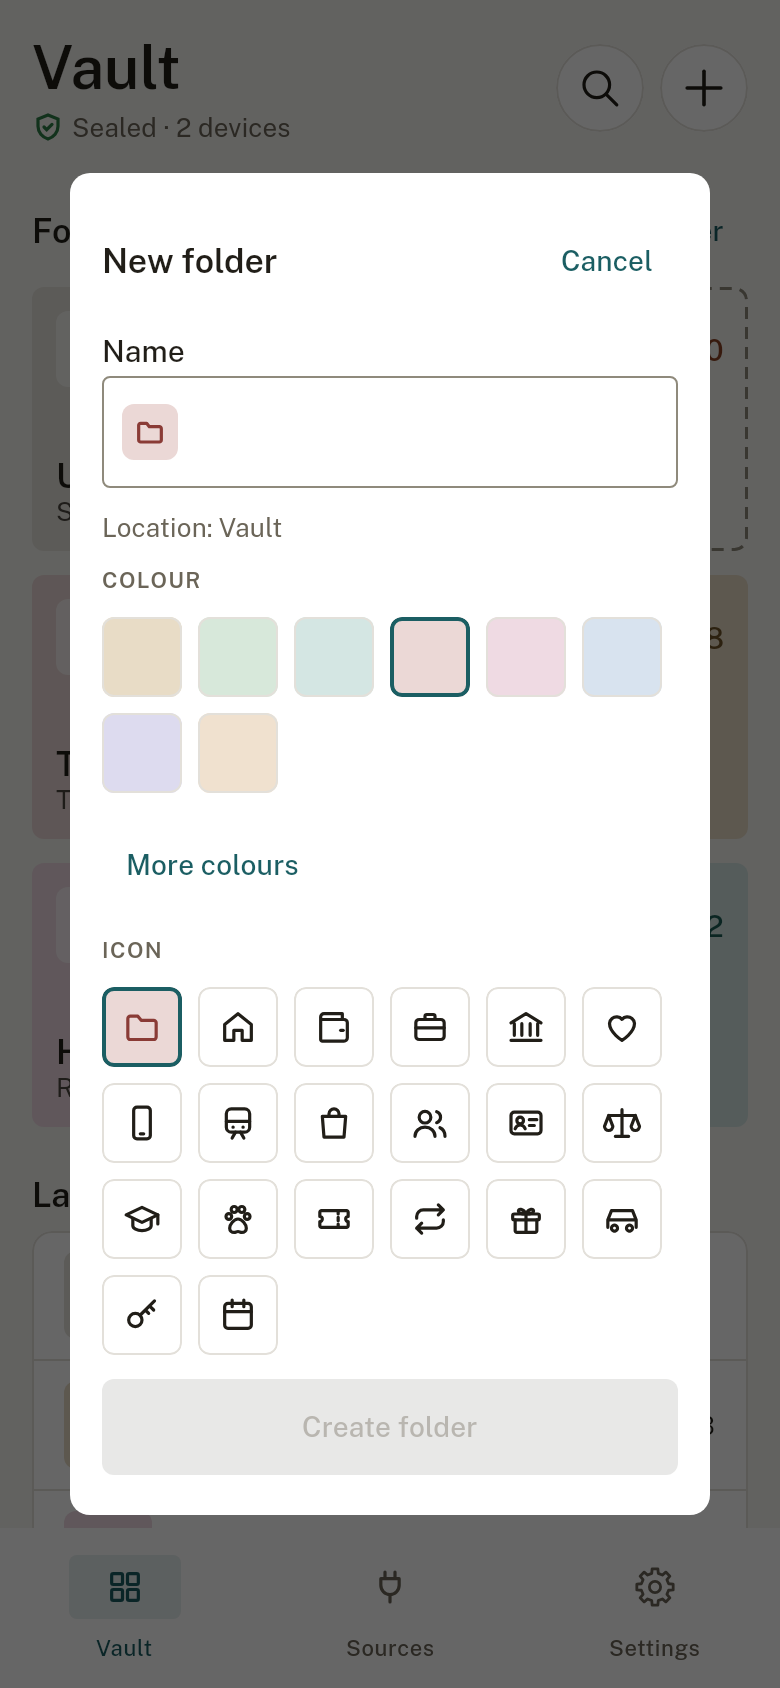 Vault
Sealed · 2 devices
New folder
Cancel
Name
Location: Vault
COLOUR
More colours
ICON
Create folder
Vault
Sources
Settings